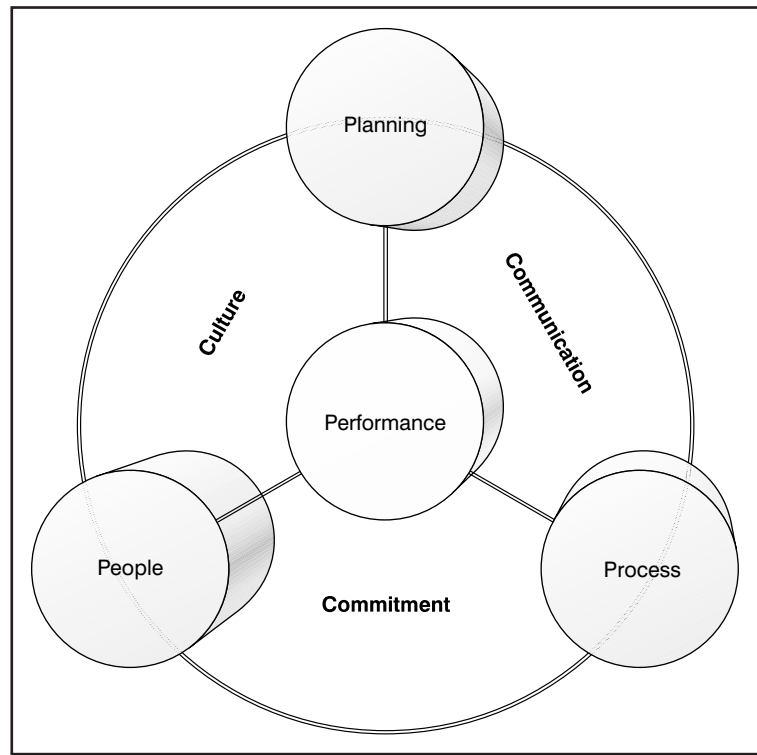 Planning
Culture
Communication
Performance
People
Process
Commitment